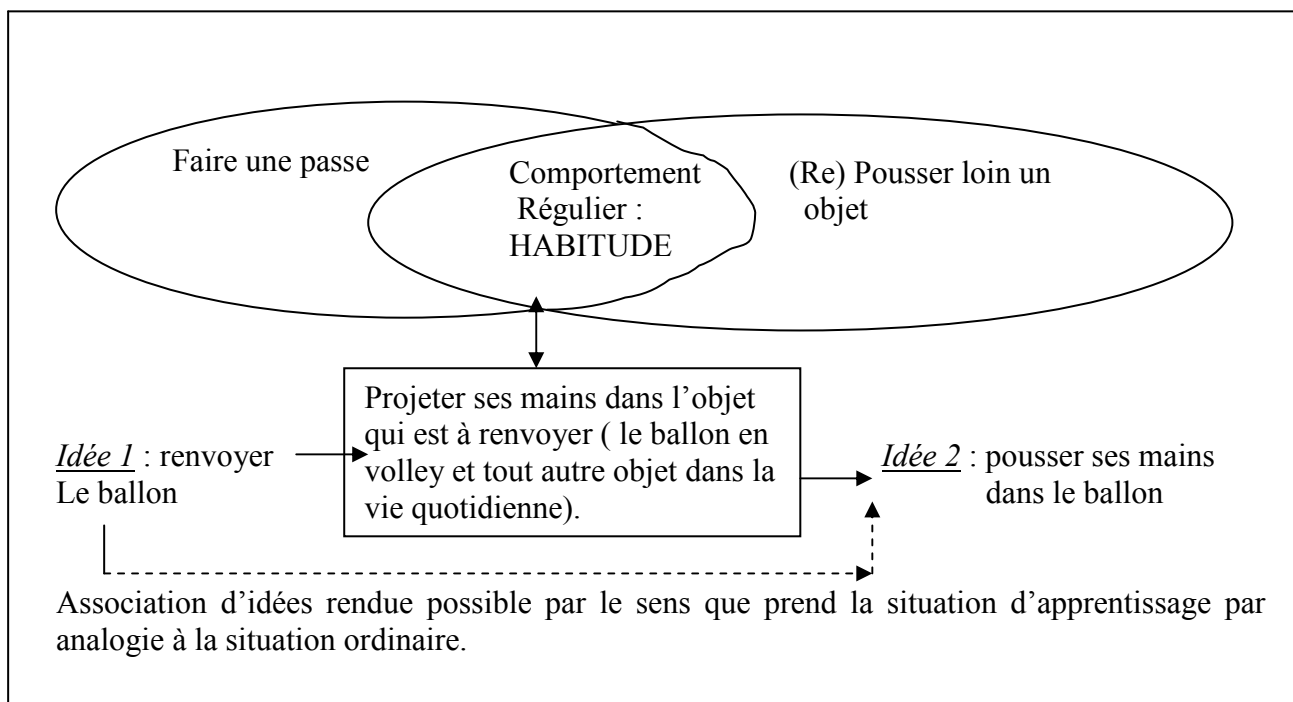 Faire une passe
Comportement
Régulier :
HABITUDE
(Re) Pousser loin un
objet
Projeter ses mains dans l’objet
qui est à renvoyer ( le ballon en
volley et tout autre objet dans la
vie quotidienne).
Idée 1 : renvoyer
Le ballon
Idée 2 : pousser ses mains
dans le ballon
Association d’idées rendue possible par le sens que prend la situation d’apprentissage par
analogie à la situation ordinaire.